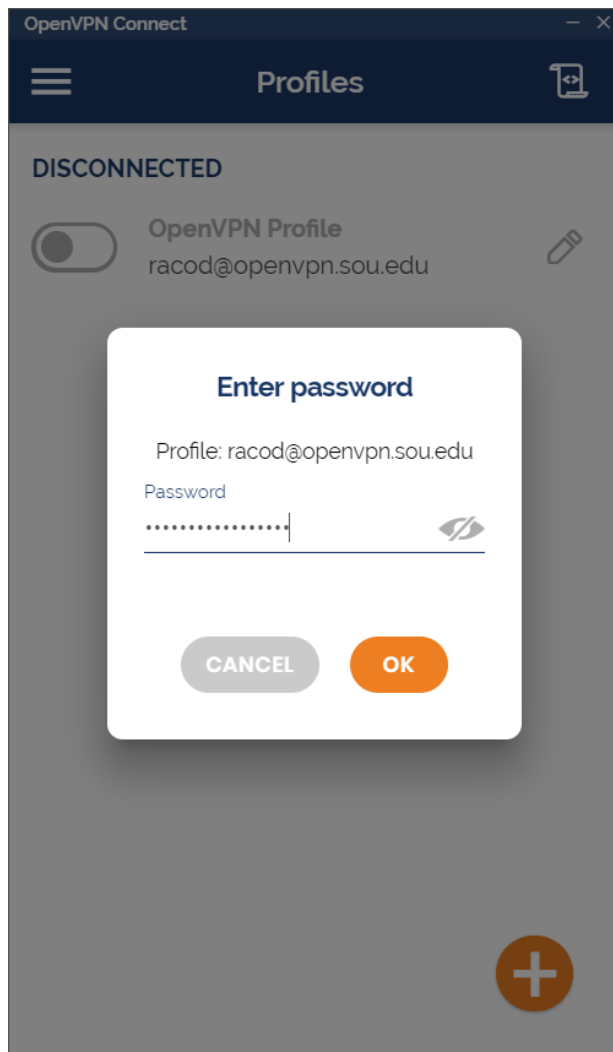 OpenVPN Connect
Profiles
DISCONNECTED
OpenVPN Profile
racod@openvpn.sou.edu
Enter password
Profile: racod@openvpn.sou.edu
Password
•••••••••••••••••
CANCEL OK